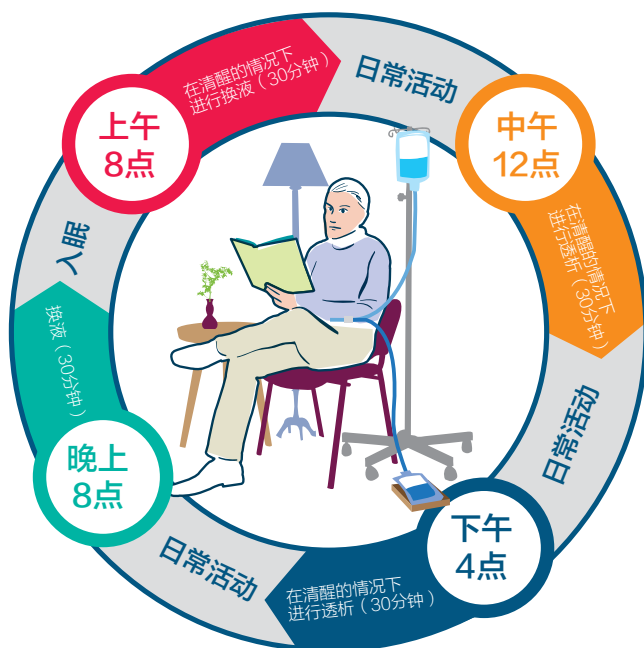 上午
8点
在清醒的情况下
进行换液（30分钟）
日常活动
中午
12点
在清醒的情况下
进行透析（30分钟）
日常活动
下午
4点
在清醒的情况下
进行透析（30分钟）
日常活动
晚上
8点
换液（30分钟）
入眠